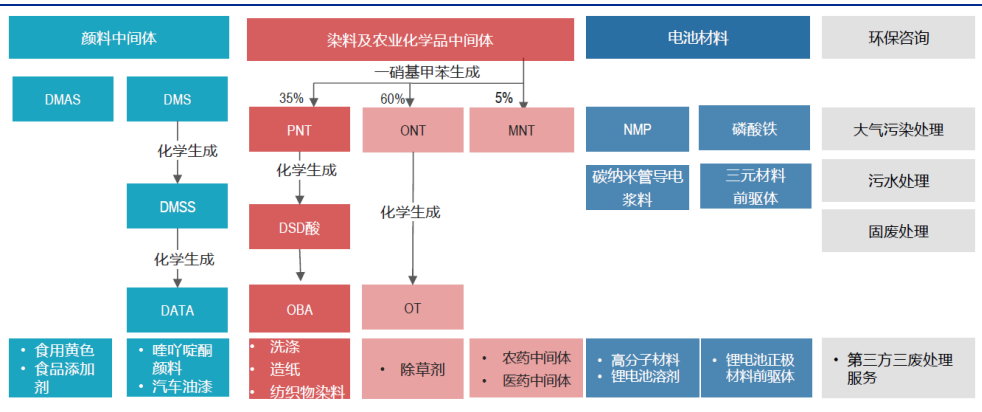 颜料中间体
染料及农业化学品中间体
电池材料
环保咨询
一硝基甲苯生成
35%
60%
5%
DMAS
DMS
PNT
ONT
MNT
NMP
磷酸铁
大气污染处理
化学生成
化学生成
碳纳米管导电
浆料
三元材料
前驱体
污水处理
DMSS
化学生成
DSD酸
固废处理
化学生成
DATA
OBA
OT
• 食用黄色
• 食品添加
剂
• 喹吖啶酮
颜料
• 汽车油漆
• 洗涤
• 造纸
• 纺织物染料
• 除草剂
• 农药中间体
• 医药中间体
• 高分子材料
• 锂电池溶剂
• 锂电池正极
材料前驱体
• 第三方三废处理
服务